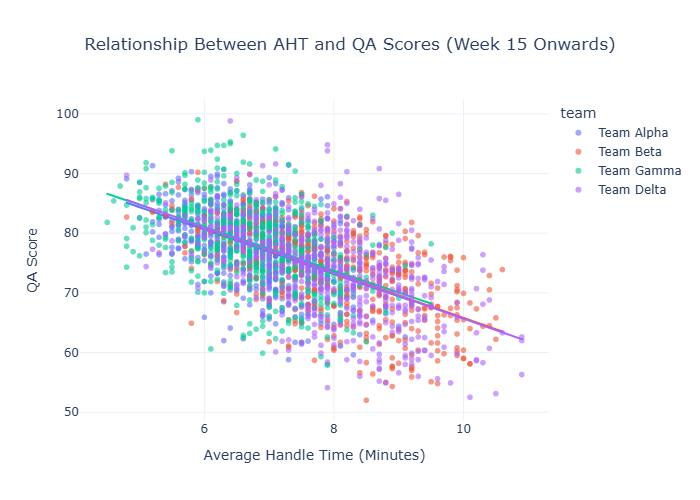 Relationship Between AHT and QA Scores (Week 15 Onwards)
team
Team Alpha
Team Beta
Team Gamma
Team Delta
QA Score
100
90
80
70
60
50
6
8
10
Average Handle Time (Minutes)